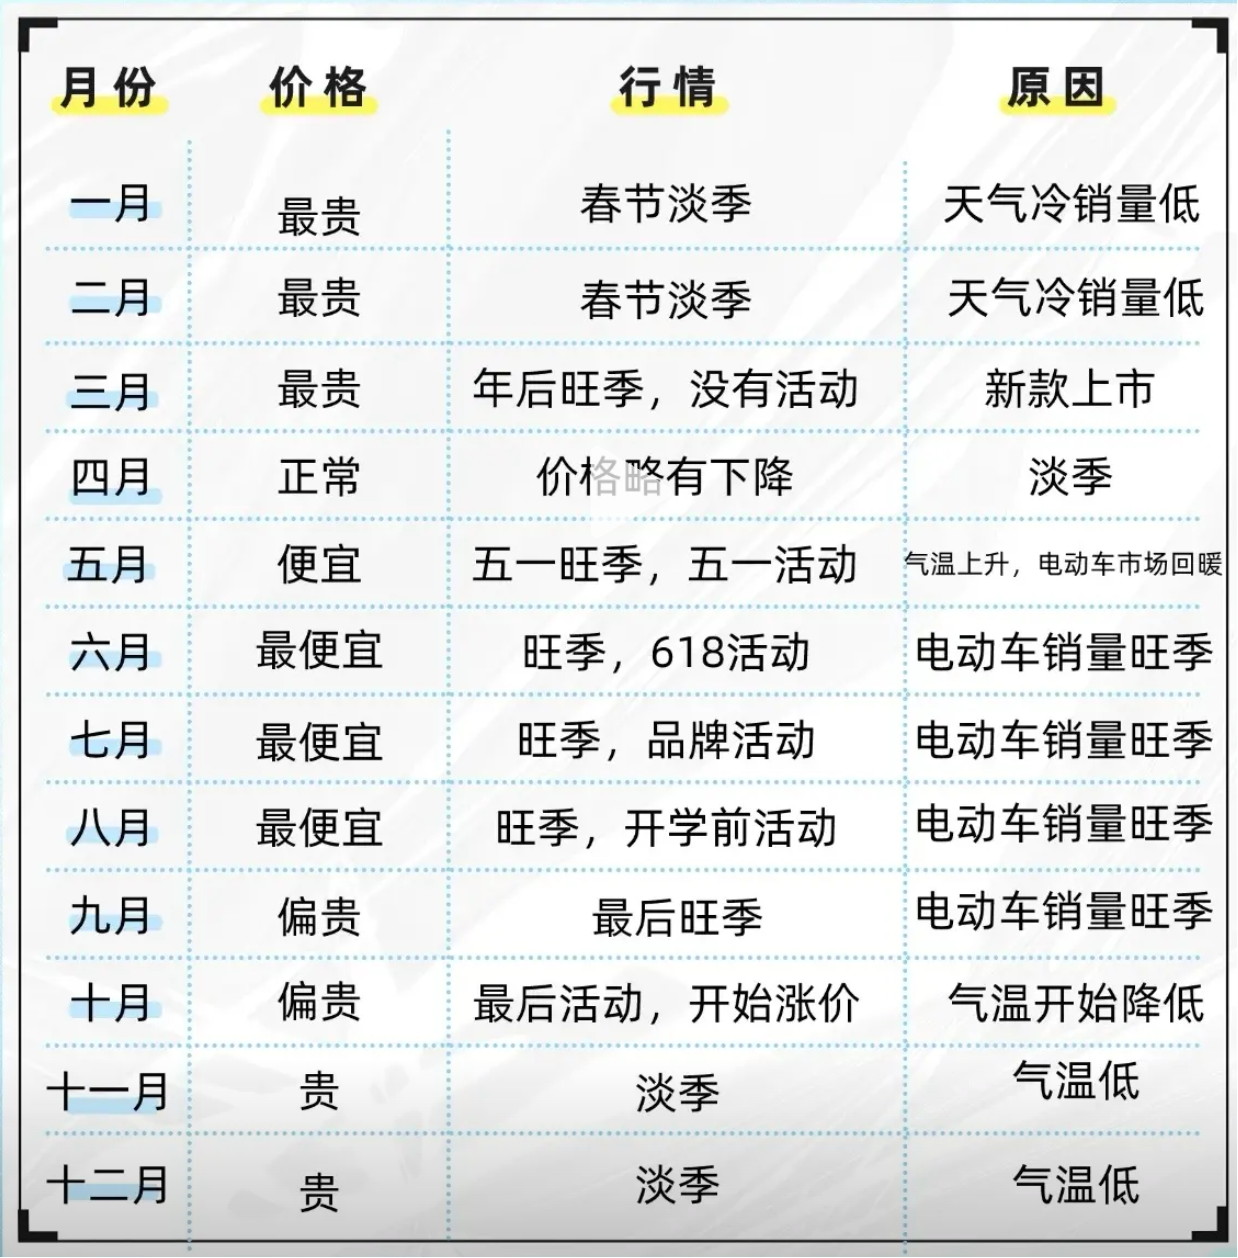 月份 价格 行情 原因
一月 最贵 春节淡季 天气冷销量低
二月 最贵 春节淡季 天气冷销量低
三月 最贵 年后旺季，没有活动 新款上市
四月 正常 价格略有下降 淡季
五月 便宜 五一旺季，五一活动 气温上升，电动车市场回暖
六月 最便宜 旺季，618活动 电动车销量旺季
七月 最便宜 旺季，品牌活动 电动车销量旺季
八月 最便宜 旺季，开学前活动 电动车销量旺季
九月 偏贵 最后旺季 电动车销量旺季
十月 偏贵 最后活动，开始涨价 气温开始降低
十一月 贵 淡季 气温低
十二月 贵 淡季 气温低